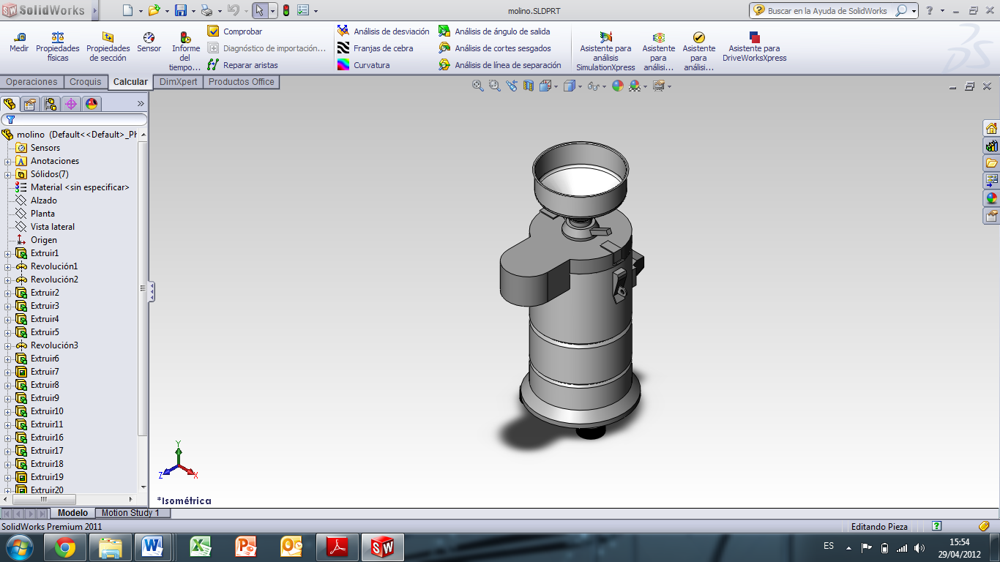 SolidWorks
molino.SLDPRT
Buscar en la Ayuda de SolidWorks
Medir
Propiedades
físicas
Propiedades
de sección
Sensor
Informe
del
tiempo...
Comprobar
Diagnóstico de importación...
Reparar aristas
Análisis de desviación
Franjas de cebra
Curvatura
Análisis de ángulo de salida
Análisis de cortes sesgados
Análisis de línea de separación
Asistente para
análisis
SimulationXpress
Asistente
para
análisi...
Asistente
para
análisi...
Asistente para
DriveWorksXpress
Operaciones
Croquis
Calcular
DimXpert
Productos Office
molino (Default<<Default>_Ph
Sensors
Anotaciones
Sólidos(7)
Material <sin especificar>
Alzado
Planta
Vista lateral
Origen
Extruir1
Revolución1
Revolución2
Extruir2
Extruir3
Extruir4
Extruir5
Revolución3
Extruir6
Extruir7
Extruir8
Extruir9
Extruir10
Extruir11
Extruir16
Extruir17
Extruir18
Extruir19
Extruir20
Y
Z
X
*Isométrica
Modelo
Motion Study 1
SolidWorks Premium 2011
Editando Pieza
ES
15:54
29/04/2012